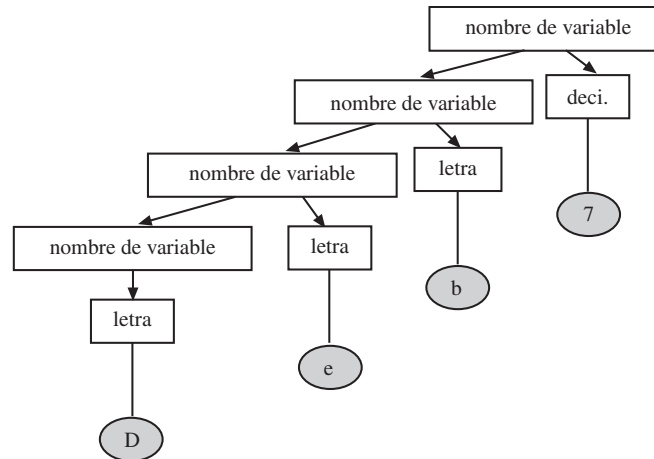 nombre de variable
nombre de variable
deci.
nombre de variable
letra
7
nombre de variable
letra
b
letra
e
D